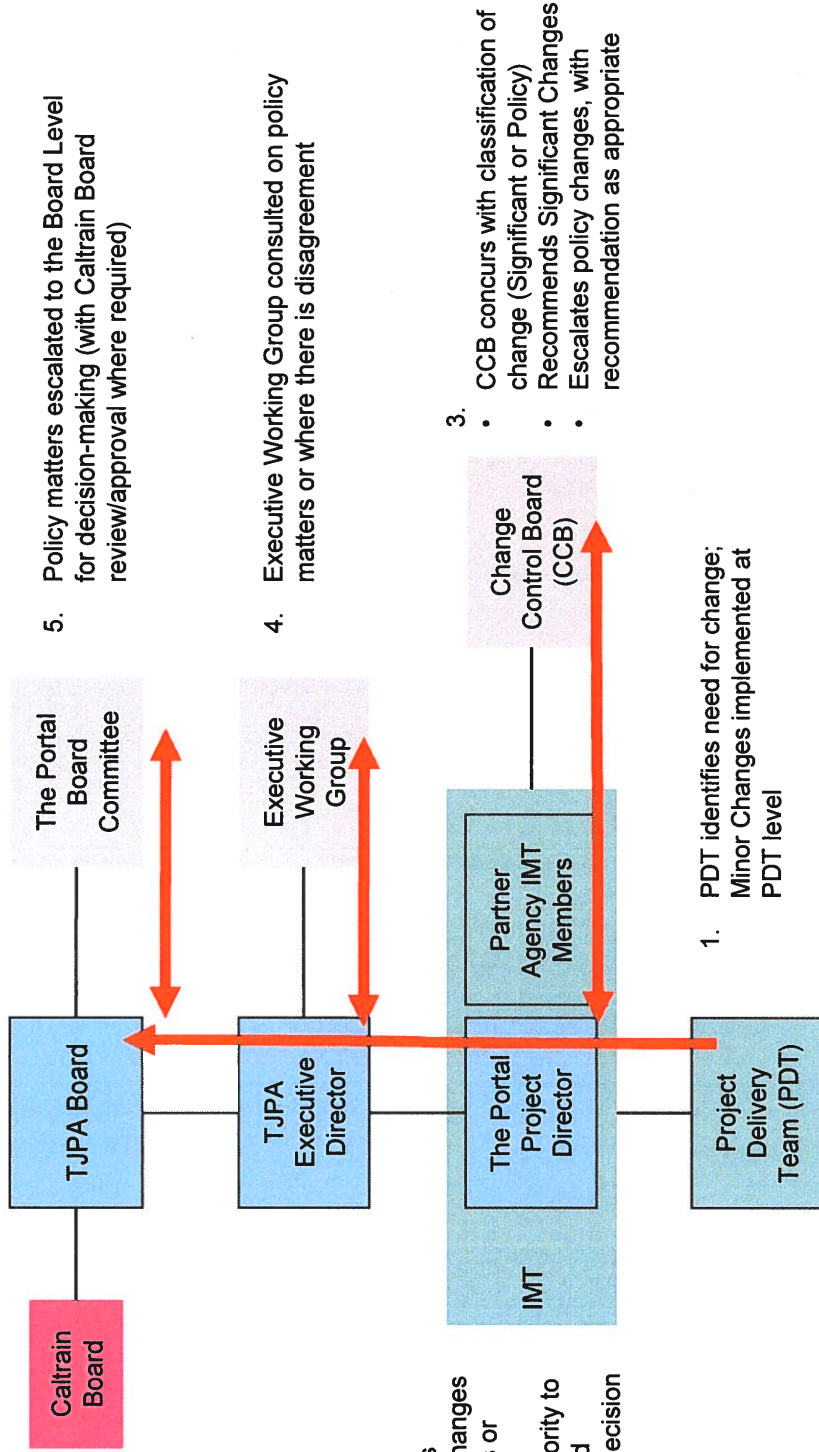 Caltrain
Board
TJPA Board
The Portal
Board
Committee
5. Policy matters escalated to the Board Level
for decision-making (with Caltrain Board
review/approval where required)
TJPA
Executive
Director
Executive
Working
Group
4. Executive Working Group consulted on policy
matters or where there is disagreement
IMT
The Portal
Project
Director
Partner
Agency IMT
Members
Change
Control Board
(CCB)
3.
• CCB concurs with classification of
change (Significant or Policy)
• Recommends Significant Changes
• Escalates policy changes, with
recommendation as appropriate
Project
Delivery
Team (PDT)
1. PDT identifies need for change;
Minor Changes implemented at
PDT level
or